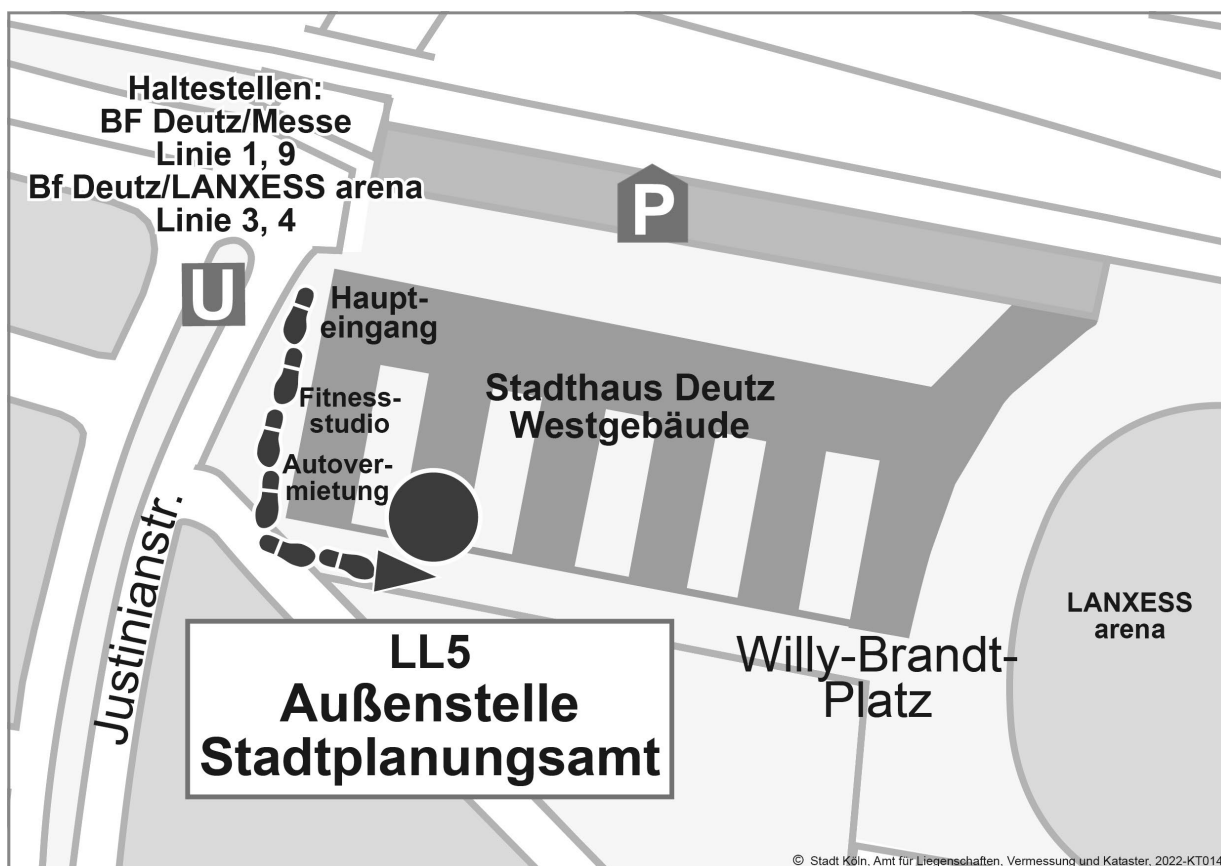 Haltestellen:
BF Deutz/Messe
Linie 1, 9
Bf Deutz/LANXESS arena
Linie 3, 4
P
U
Haupt-
eingang
Stadthaus Deutz
Westgebäude
Fitness-
studio
Autover-
mietung
Justinianstr.
LANXESS
arena
Willy-Brandt-
Platz
LL5
Außenstelle
Stadtplanungsamt
© Stadt Köln, Amt für Liegenschaften, Vermessung und Kataster, 2022-KT014